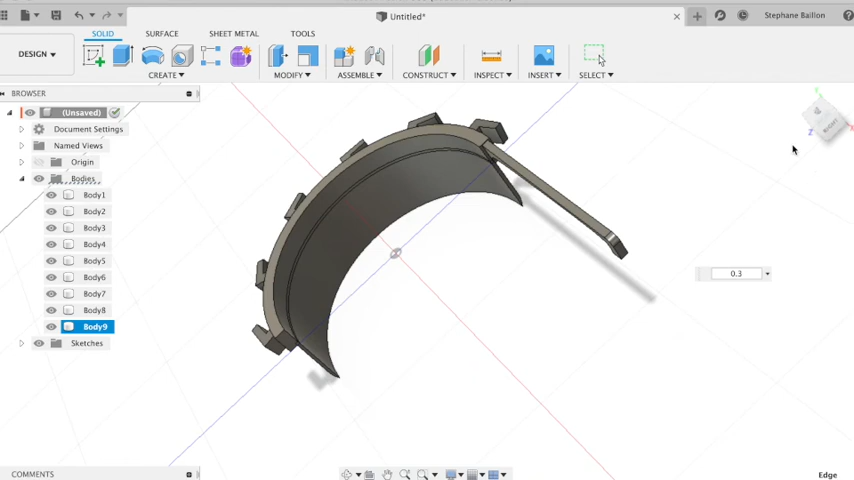 Untitled*
Stephane Baillon
SOLID SURFACE SHEET METAL TOOLS
DESIGN
CREATE MODIFY ASSEMBLE CONSTRUCT INSPECT INSERT SELECT
BROWSER
(Unsaved)
Document Settings
Named Views
Origin
Bodies
Body1
Body2
Body3
Body4
Body5
Body6
Body7
Body8
Body9
Sketches
Y
Z
X
RIGHT
0.3
COMMENTS
Edge